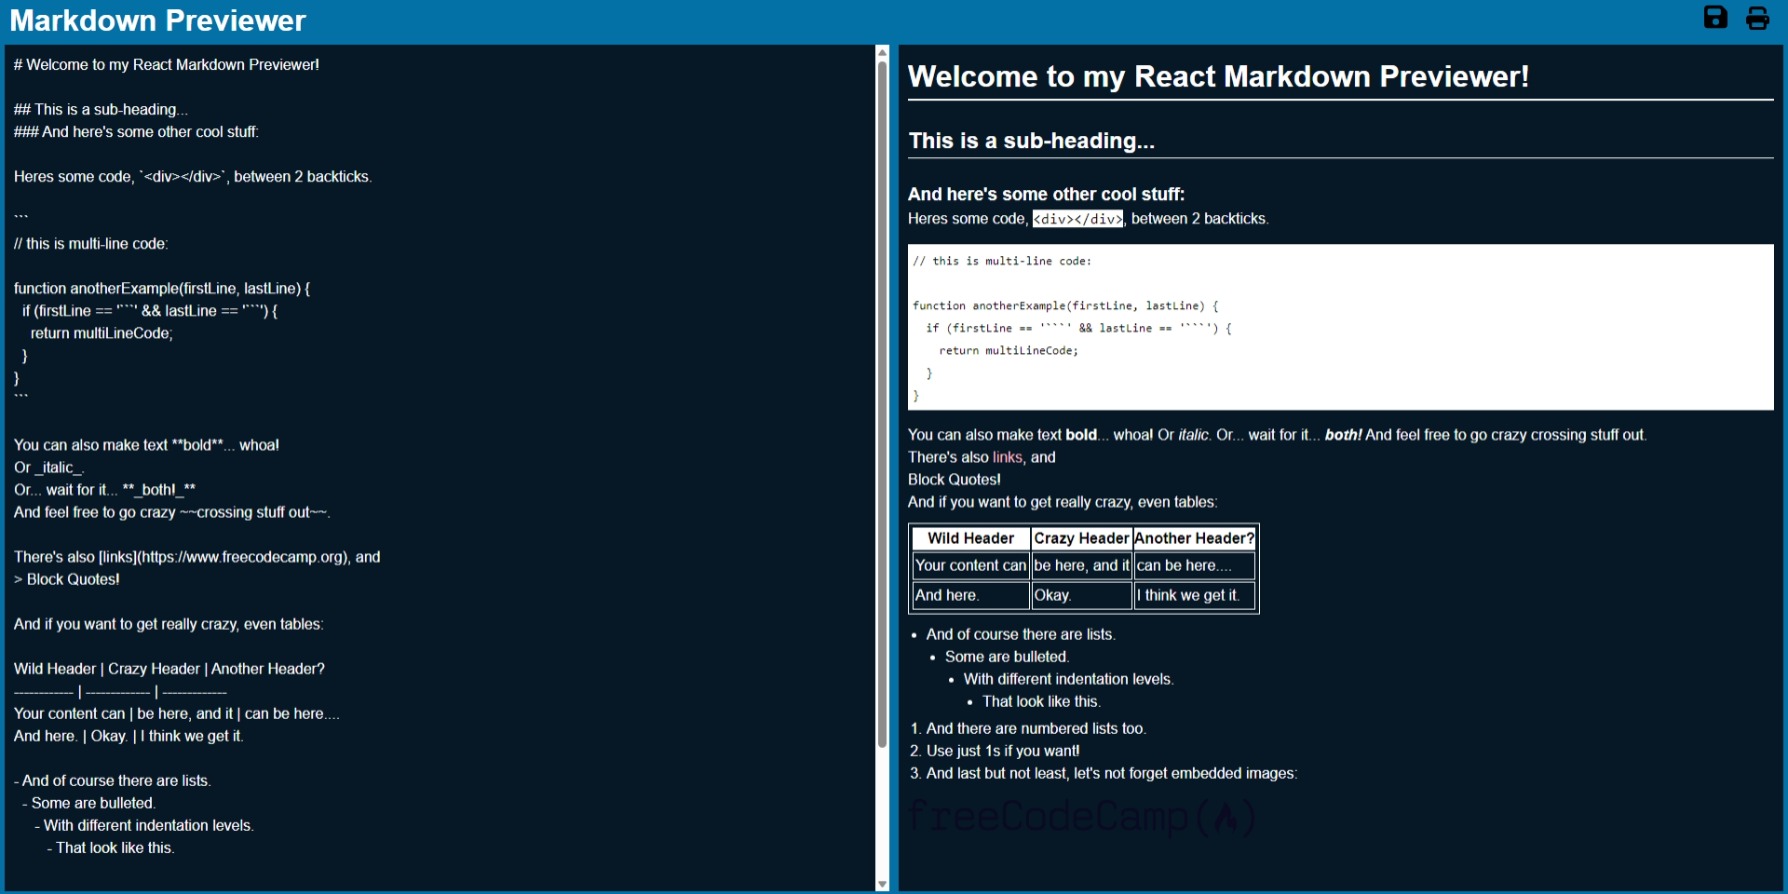 Markdown Previewer
# Welcome to my React Markdown Previewer!
## This is a sub-heading...
### And here's some other cool stuff:
Heres some code, `<div></div>`, between 2 backticks.
```
// this is multi-line code:
function anotherExample(firstLine, lastLine) {
if (firstLine == '```' && lastLine == '```') {
return multiLineCode;
}
}
```
You can also make text **bold**... whoa!
Or _italic_.
Or... wait for it... **_both!_**
And feel free to go crazy ~~crossing stuff out~~.
There's also [links](https://www.freecodecamp.org), and
> Block Quotes!
And if you want to get really crazy, even tables:
Wild Header | Crazy Header | Another Header?
------------ | ------------- | -------------
Your content can | be here, and it | can be here....
And here. | Okay. | I think we get it.
- And of course there are lists.
- Some are bulleted.
- With different indentation levels.
- That look like this.
Welcome to my React Markdown Previewer!
This is a sub-heading...
And here's some other cool stuff:
Heres some code, <div></div>, between 2 backticks.
// this is multi-line code:
function anotherExample(firstLine, lastLine) {
if (firstLine == '```' && lastLine == '```') {
return multiLineCode;
}
}
You can also make text bold... whoa! Or italic. Or... wait for it... both! And feel free to go crazy crossing stuff out.
There's also links, and
Block Quotes!
And if you want to get really crazy, even tables:
Wild Header Crazy Header Another Header?
Your content can be here, and it can be here....
And here. Okay. I think we get it.
• And of course there are lists.
• Some are bulleted.
• With different indentation levels.
• That look like this.
1. And there are numbered lists too.
2. Use just 1s if you want!
3. And last but not least, let's not forget embedded images:
freeCodeCamp( )